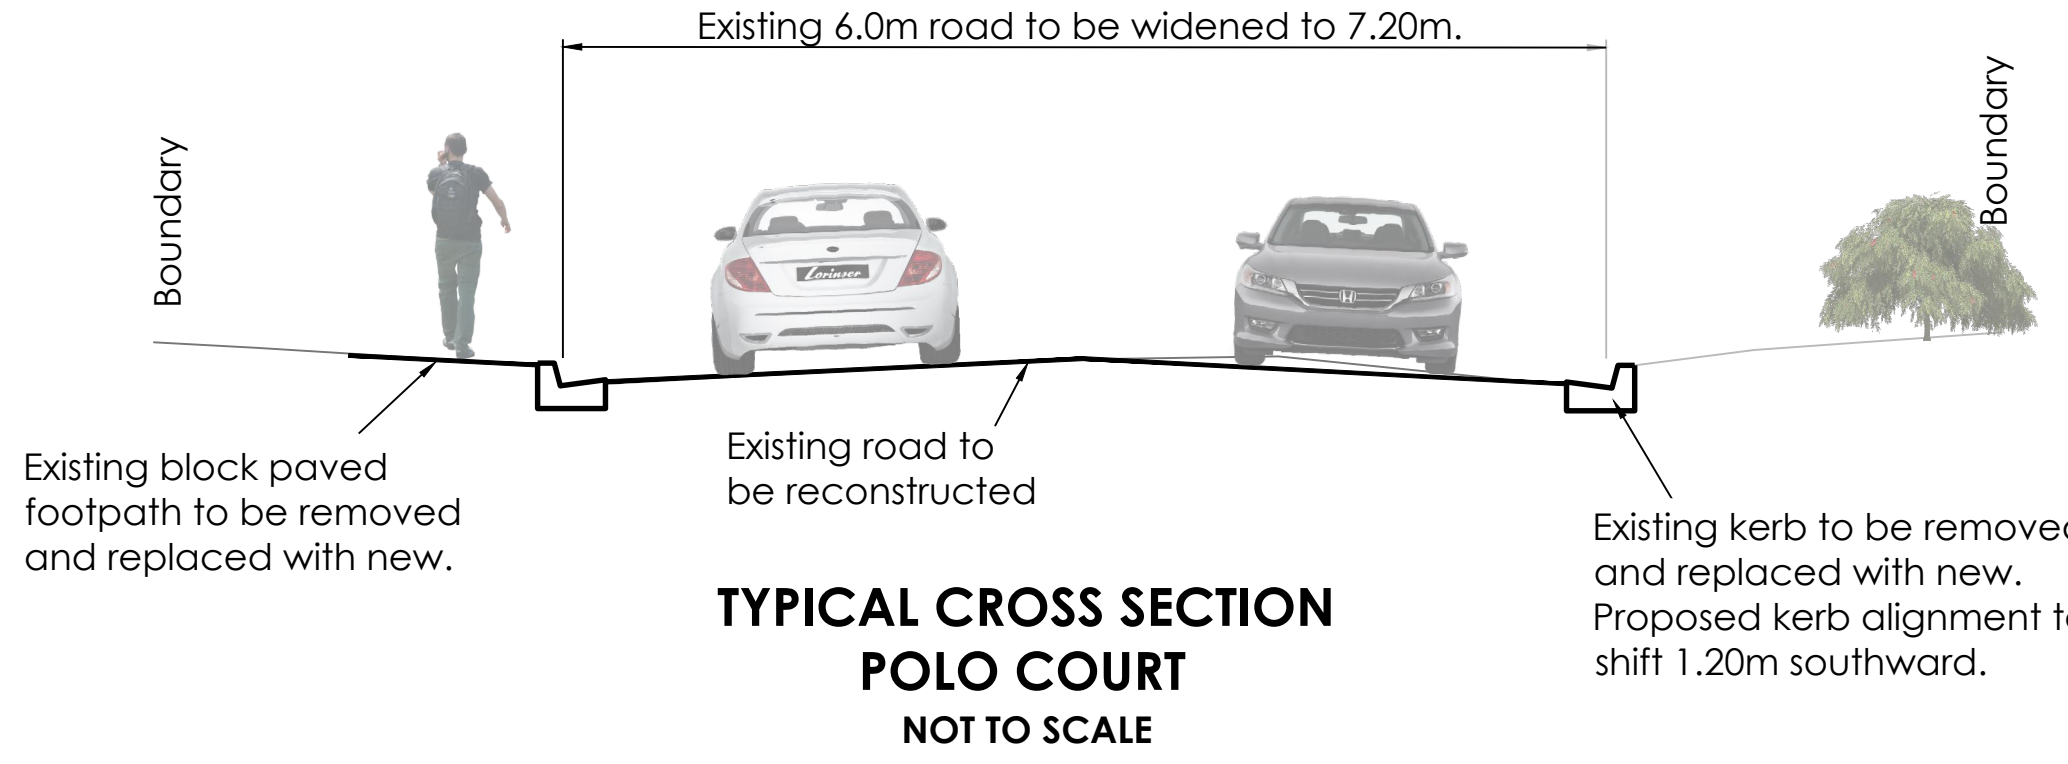 Existing 6.0m road to be widened to 7.20m.
Boundary
Boundary
Lorinser
Existing block paved
footpath to be removed
and replaced with new.
Existing road to
be reconstructed
Existing kerb to be removed
and replaced with new.
Proposed kerb alignment to
shift 1.20m southward.
TYPICAL CROSS SECTION
POLO COURT
NOT TO SCALE